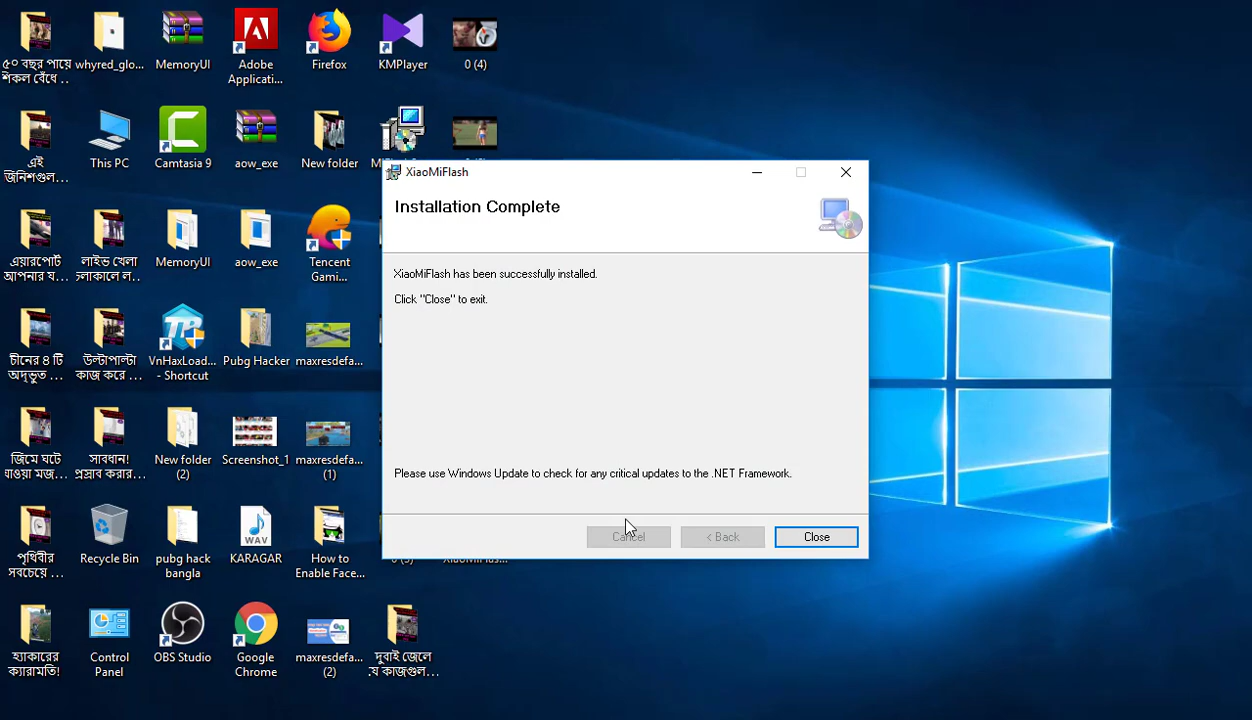 ৫০ বছর পায়ে
শিকল বেঁধে ...
whyred_glo...
MemoryUI
Adobe
Applicati...
Firefox
KMPlayer
0 (4)
এই
জিনিশগুল...
This PC
Camtasia 9
aow_exe
New folder
এয়ারপোর্ট
আপনার য...
লাইভ খেলা
চলাকালে ল...
MemoryUI
aow_exe
Tencent
Gami...
চীনের ৪ টি
অদ্ভুত ...
উল্টাপাল্টা
কাজ করে ...
VnHaxLoad...
- Shortcut
Pubg Hacker
maxresdefa...
জিমে ঘটে
যাওয়া মজ...
সাবধান!
প্রস্রাব করার...
New folder
(2)
Screenshot_1
maxresdefa...
(1)
পৃথিবীর
সবচেয়ে ...
Recycle Bin
pubg hack
bangla
KARAGAR
How to
Enable Face...
হ্যাকারের
ক্যারামতি!
Control
Panel
OBS Studio
Google
Chrome
maxresdefa...
(2)
দুবাই জেলে
যে কাজগুল...
XiaoMiFlash
Installation Complete
XiaoMiFlash has been successfully installed.
Click "Close" to exit.
Please use Windows Update to check for any critical updates to the .NET Framework.
Cancel
< Back
Close